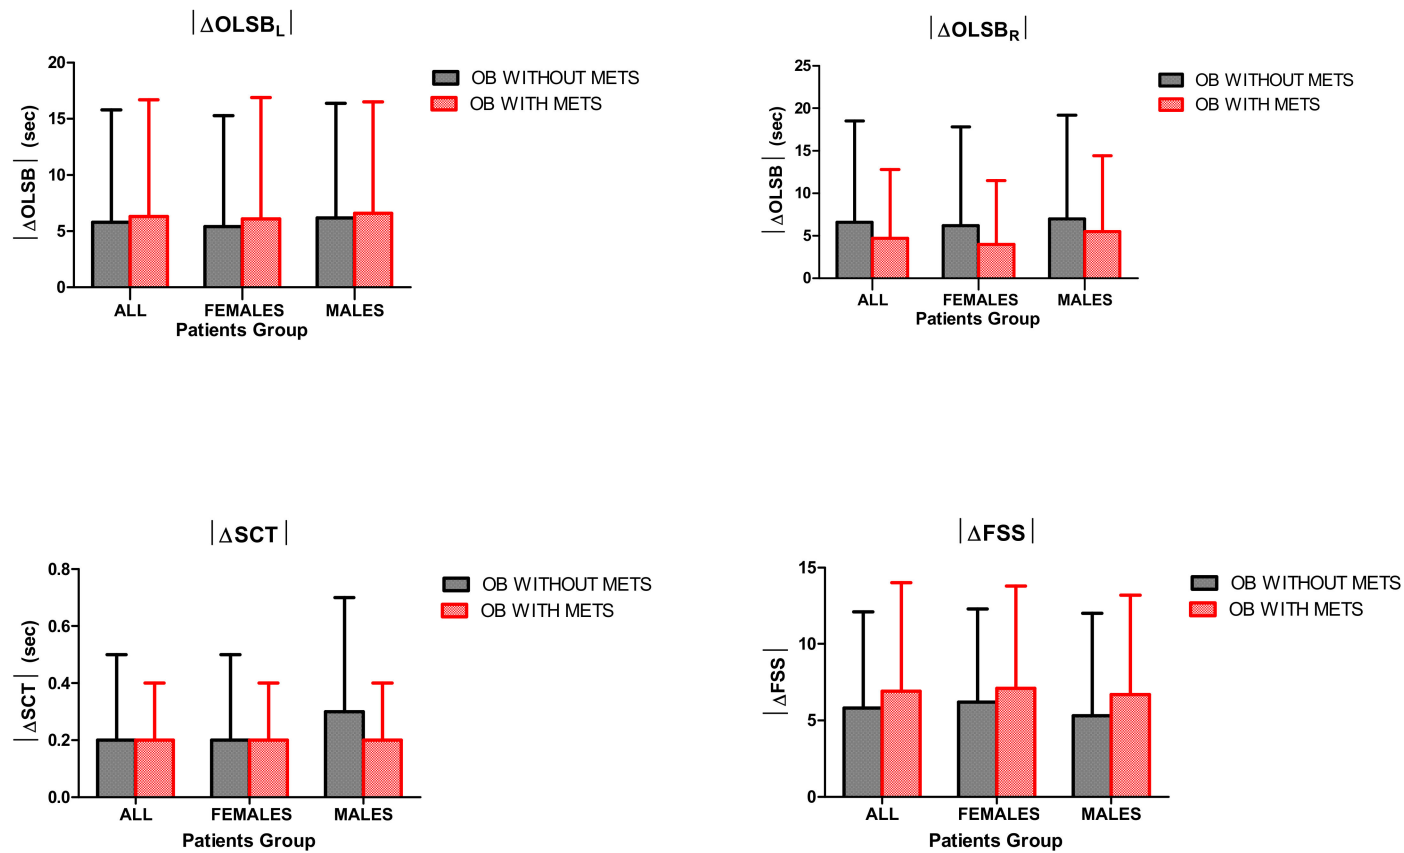 |ΔOLSBL|
OB WITHOUT METS
OB WITH METS
|ΔOLSB| (sec)
20
15
10
5
0
ALL FEMALES MALES
Patients Group
|ΔOLSBR|
OB WITHOUT METS
OB WITH METS
|ΔOLSB| (sec)
25
20
15
10
5
0
ALL FEMALES MALES
Patients Group
|ΔSCT|
OB WITHOUT METS
OB WITH METS
|ΔSCT| (sec)
0.8
0.6
0.4
0.2
0.0
ALL FEMALES MALES
Patients Group
|ΔFSS|
OB WITHOUT METS
OB WITH METS
|ΔFSS|
15
10
5
0
ALL FEMALES MALES
Patients Group